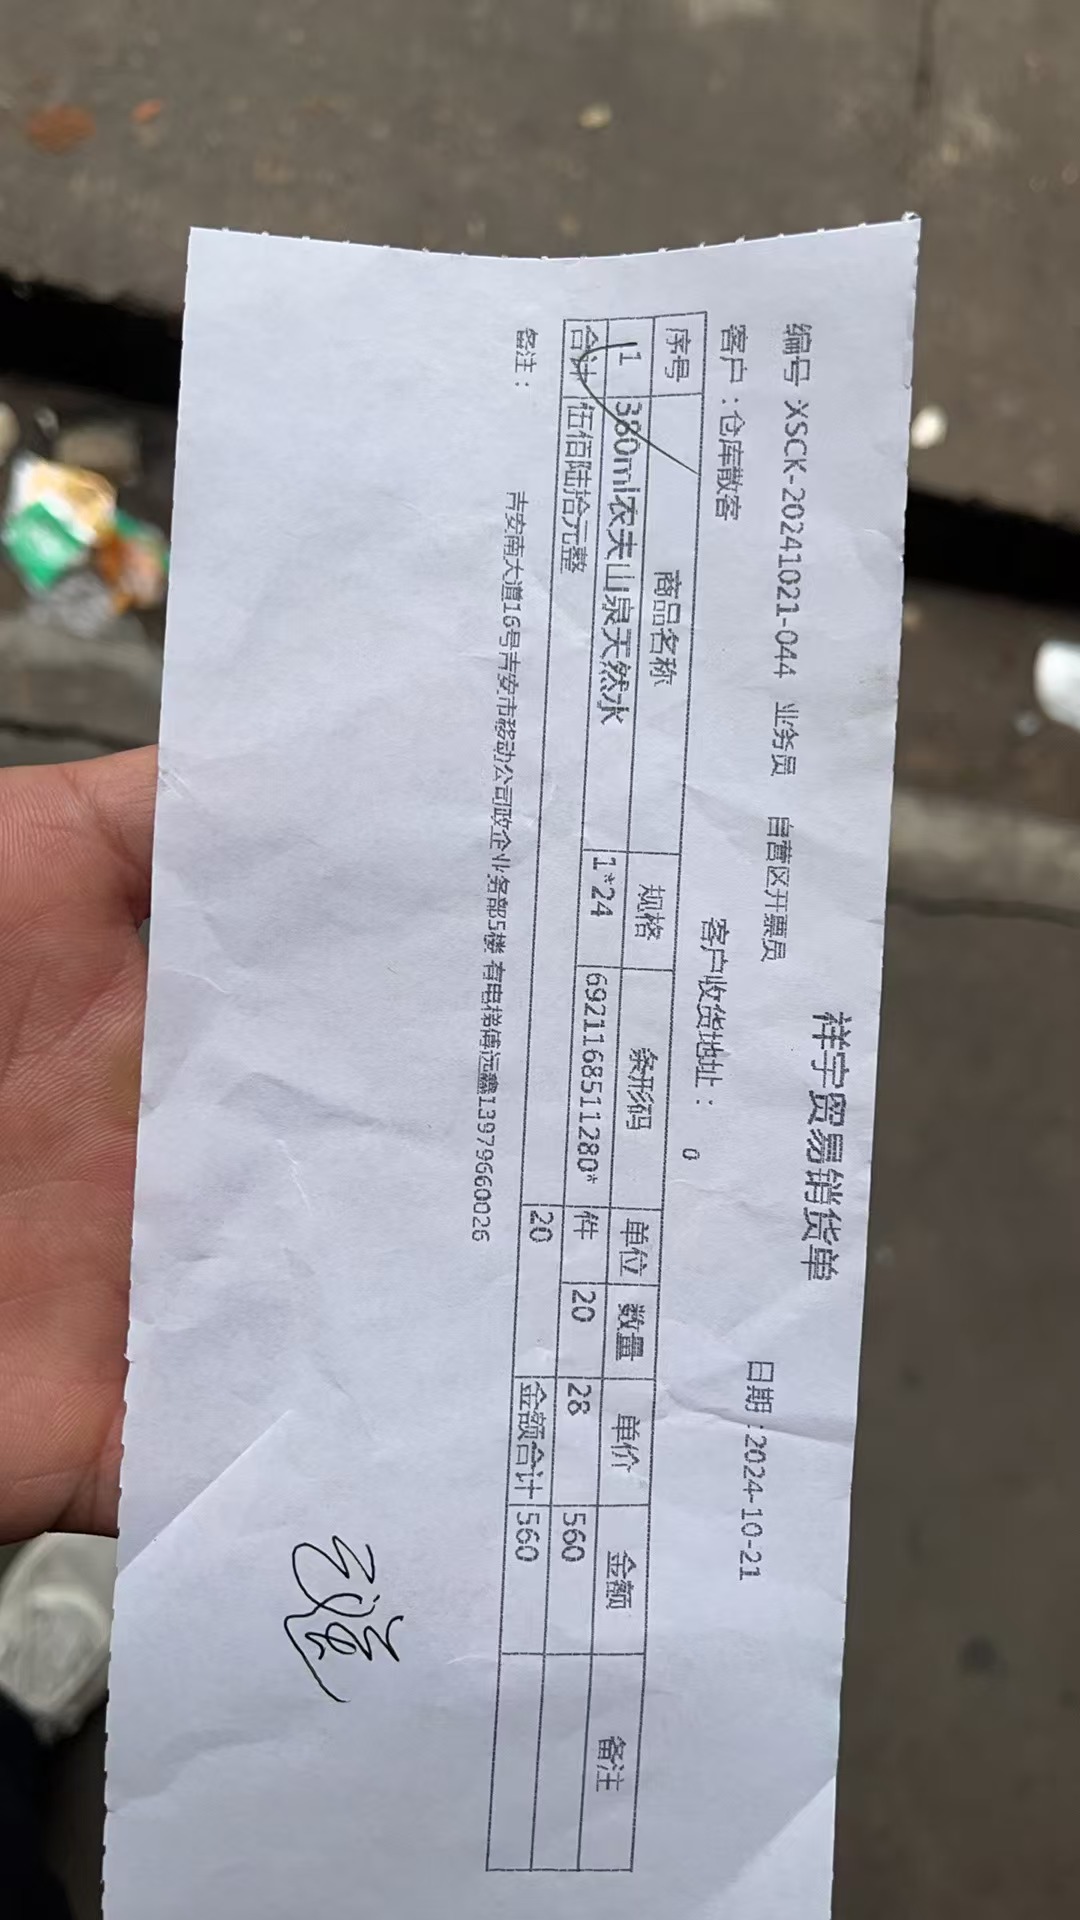 祥宇贸易销货单
编号 XSCK-20241021-044 业务员 自营区开票员 日期：2024-10-21
客户：仓库散客 客户收货地址： 0
序号 商品名称 规格 条形码 单位 数量 单价 金额 备注
1 380ml农夫山泉天然水 1*24 6921168511280* 件 20 28 560
合计 伍佰陆拾元整 20 金额合计 560
备注： 吉安南大道16号吉安市移动公司政企业务部5楼 有电梯傅远鑫13979660026